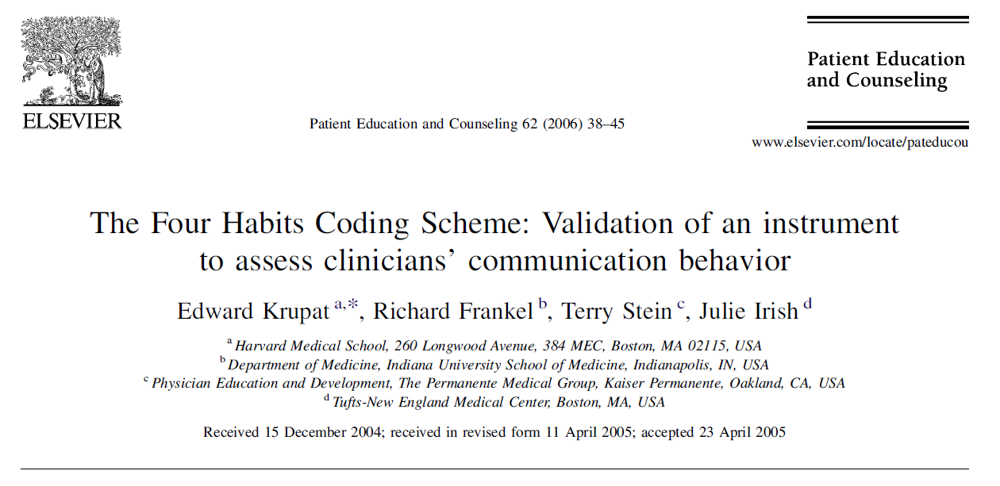 ELSEVIER
Patient Education
and Counseling
Patient Education and Counseling 62 (2006) 38–45
www.elsevier.com/locate/pateducou
The Four Habits Coding Scheme: Validation of an instrument
to assess clinicians’ communication behavior
Edward Krupat a,*, Richard Frankel b, Terry Stein c, Julie Irish d
a Harvard Medical School, 260 Longwood Avenue, 384 MEC, Boston, MA 02115, USA
b Department of Medicine, Indiana University School of Medicine, Indianapolis, IN, USA
c Physician Education and Development, The Permanente Medical Group, Kaiser Permanente, Oakland, CA, USA
d Tufts-New England Medical Center, Boston, MA, USA
Received 15 December 2004; received in revised form 11 April 2005; accepted 23 April 2005